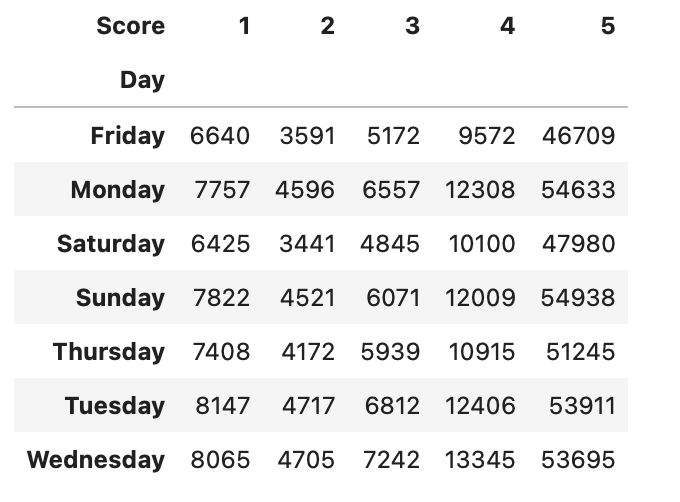 Score 1 2 3 4 5
Day
Friday 6640 3591 5172 9572 46709
Monday 7757 4596 6557 12308 54633
Saturday 6425 3441 4845 10100 47980
Sunday 7822 4521 6071 12009 54938
Thursday 7408 4172 5939 10915 51245
Tuesday 8147 4717 6812 12406 53911
Wednesday 8065 4705 7242 13345 53695